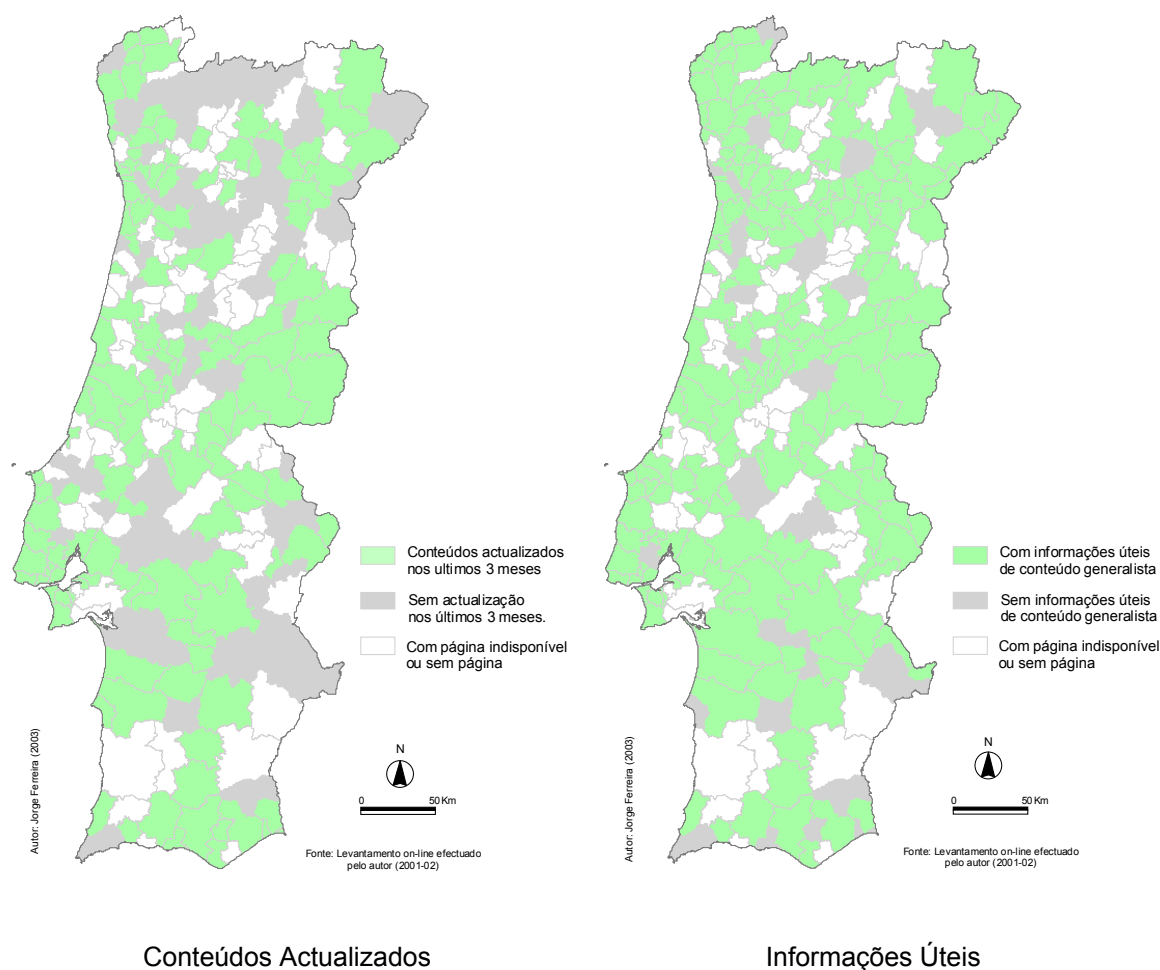 Conteúdos actualizados
nos ultimos 3 meses
Sem actualização
nos últimos 3 meses.
Com página indisponível
ou sem página
N
0 50 Km
Autor: Jorge Ferreira (2003)
Fonte: Levantamento on-line efectuado
pelo autor (2001-02)
Conteúdos Actualizados
Com informações úteis
de conteúdo generalista
Sem informações úteis
de conteúdo generalista
Com página indisponível
ou sem página
N
0 50 Km
Autor: Jorge Ferreira (2003)
Fonte: Levantamento on-line efectuado
pelo autor (2001-02)
Informações Úteis